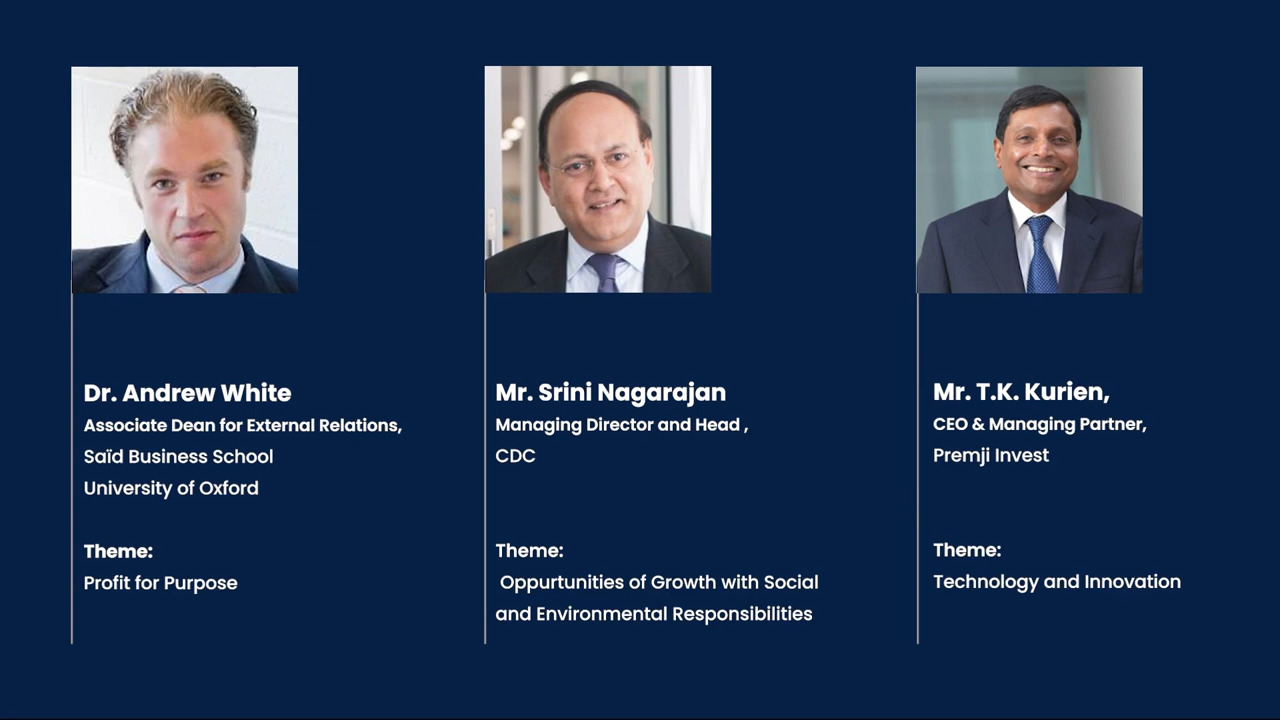 Dr. Andrew White
Associate Dean for External Relations,
Saïd Business School
University of Oxford
Theme:
Profit for Purpose
Mr. Srini Nagarajan
Managing Director and Head ,
CDC
Theme:
Oppurtunities of Growth with Social
and Environmental Responsibilities
Mr. T.K. Kurien,
CEO & Managing Partner,
Premji Invest
Theme:
Technology and Innovation